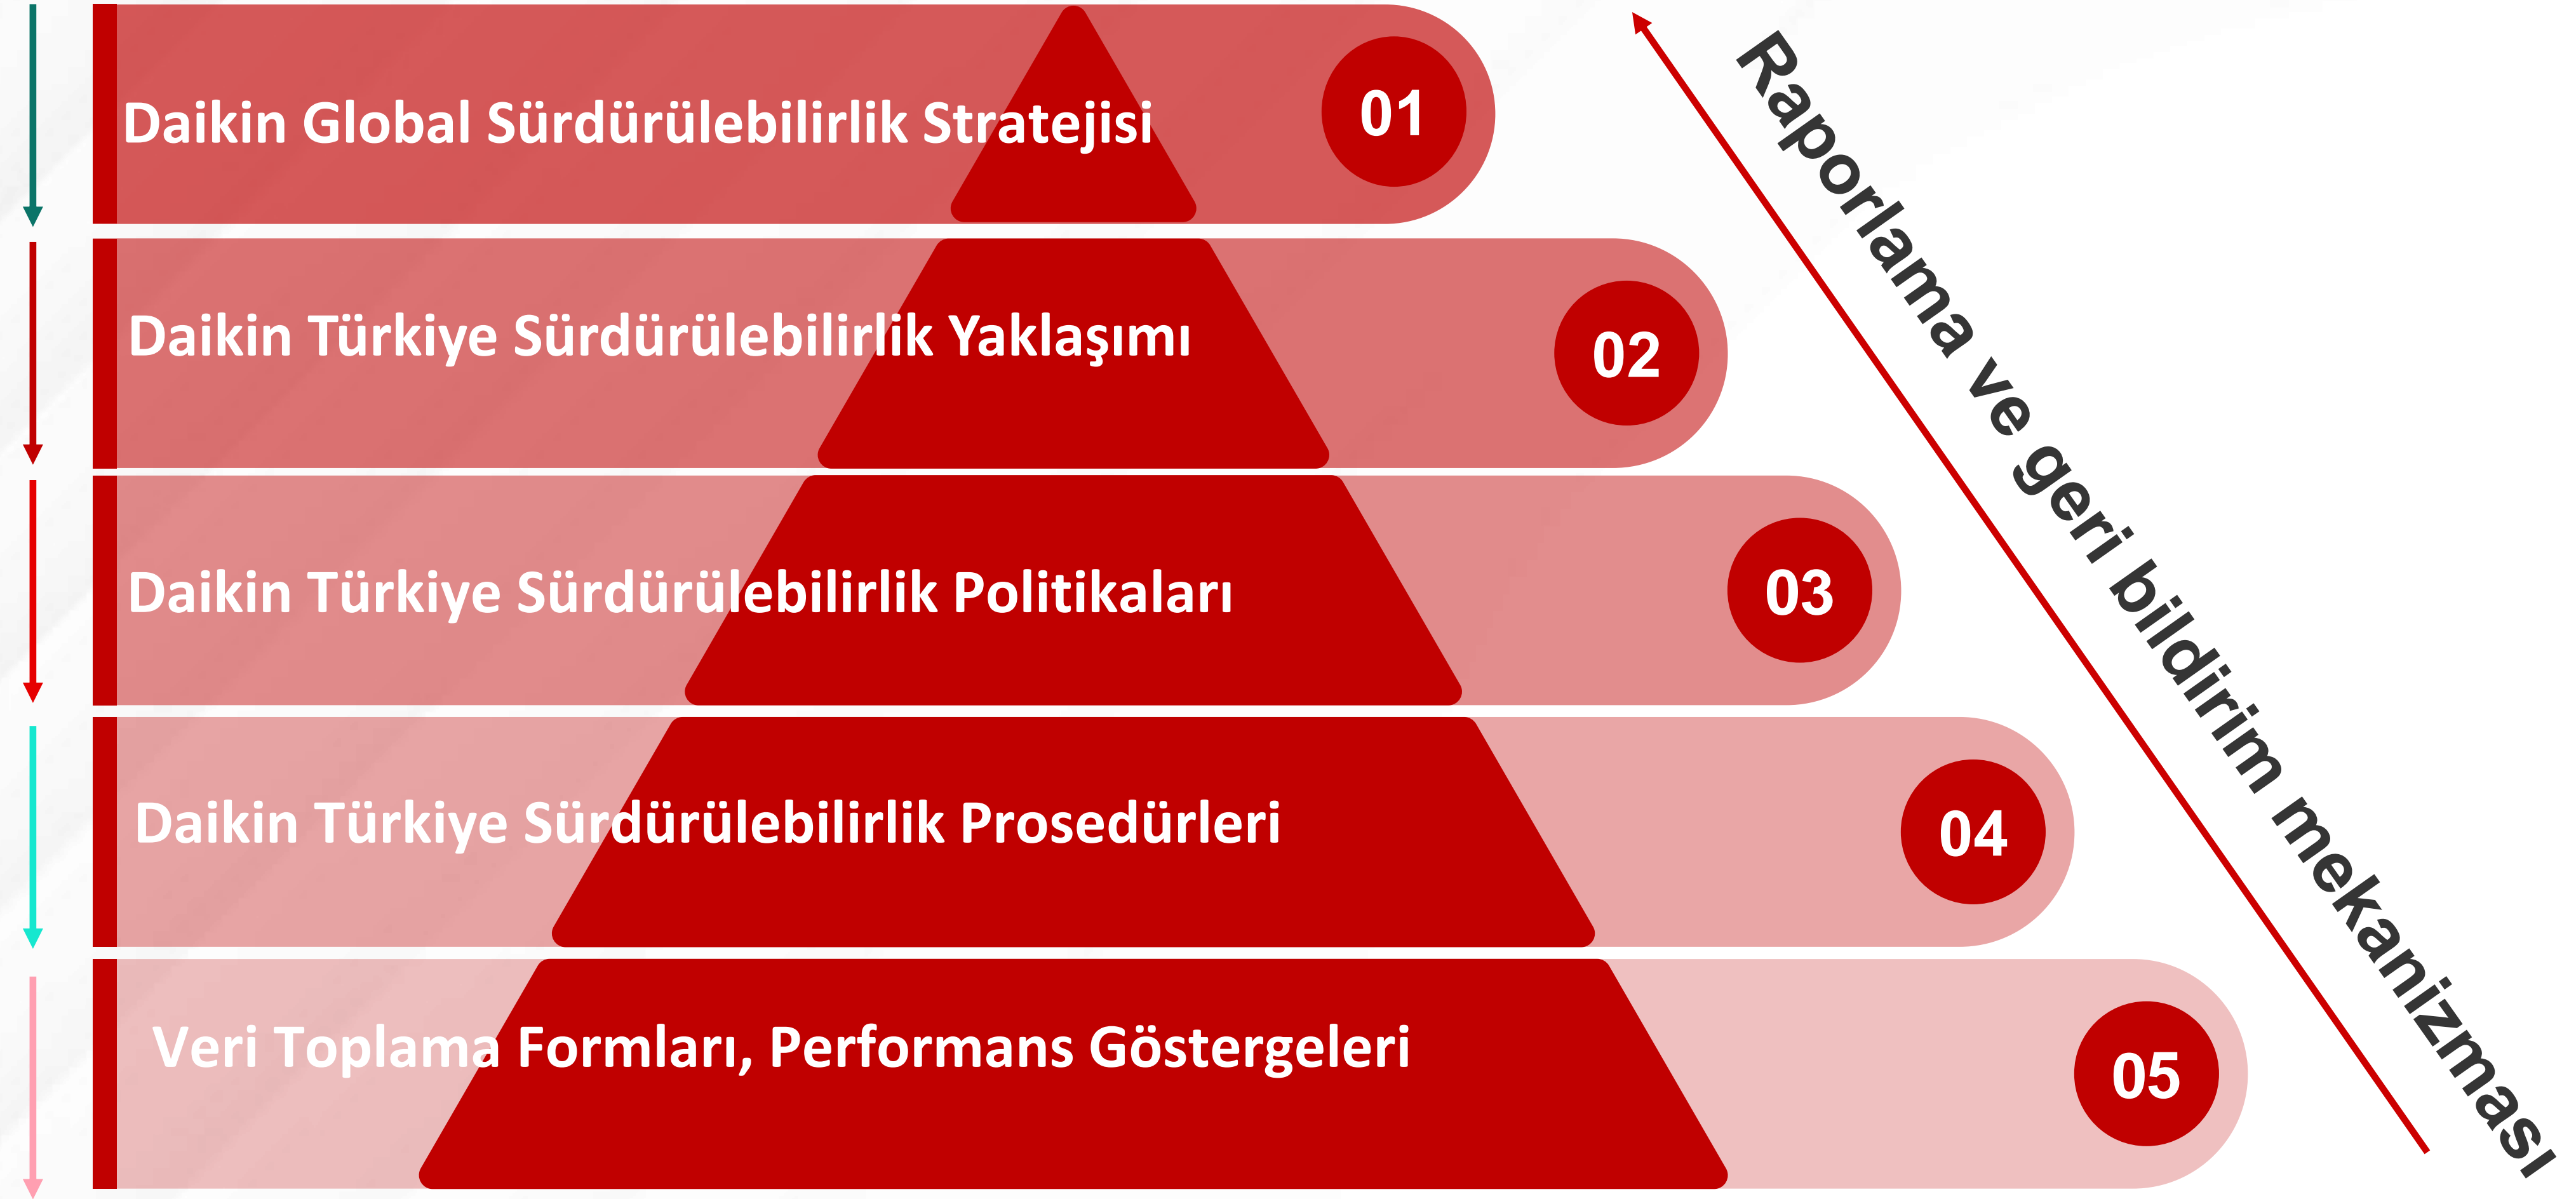 Daikin Global Sürdürülebilirlik Stratejisi
01
Daikin Türkiye Sürdürülebilirlik Yaklaşımı
02
Daikin Türkiye Sürdürülebilirlik Politikaları
03
Daikin Türkiye Sürdürülebilirlik Prosedürleri
04
Veri Toplama Formları, Performans Göstergeleri
05
Raporlama ve geri bildirim mekanizması